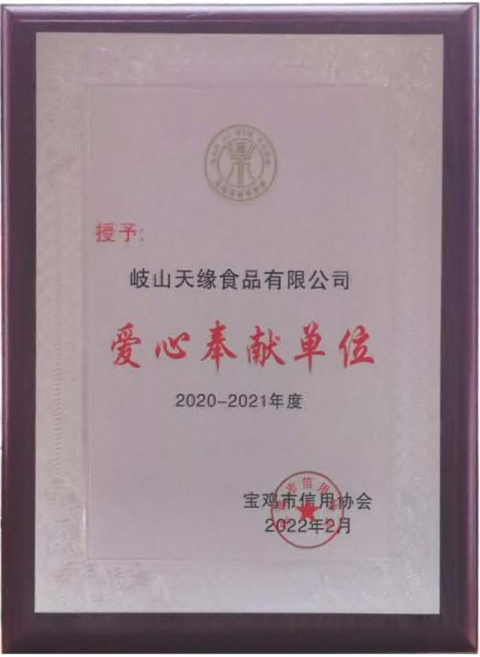 授予：
岐山天缘食品有限公司
爱心奉献单位
2020-2021年度
宝鸡市信用协会
2022年2月